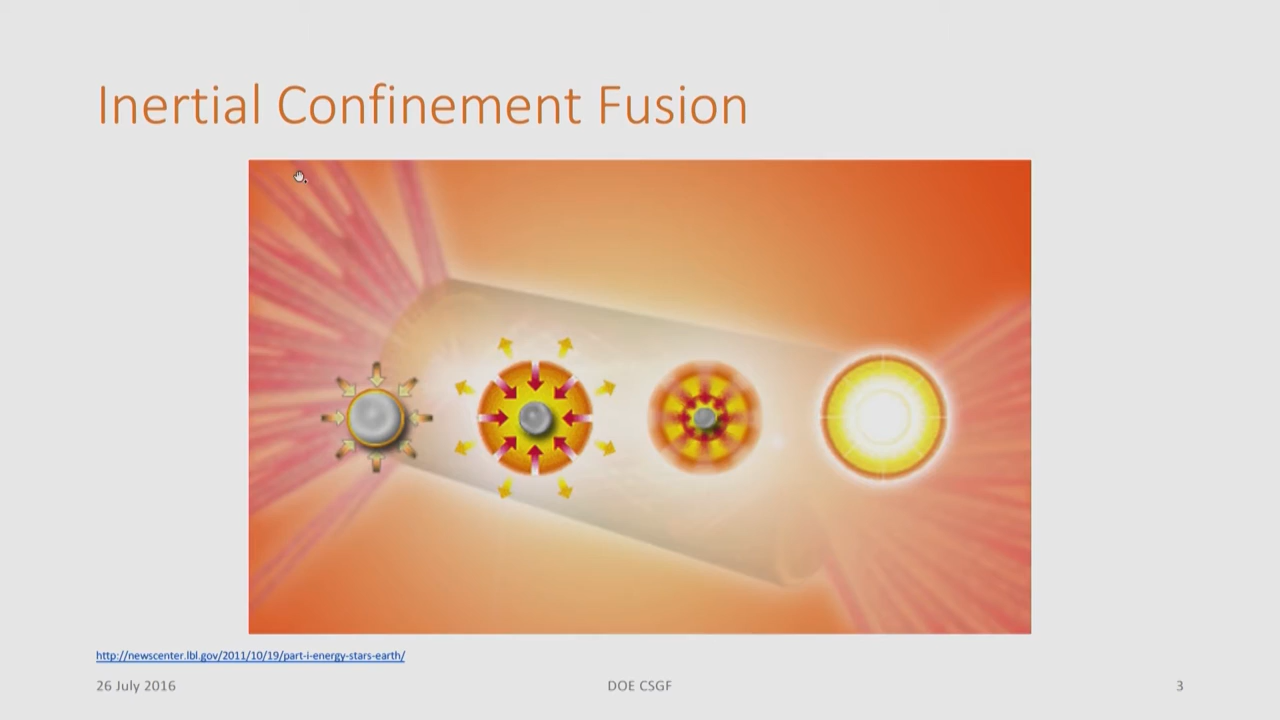 Inertial Confinement Fusion
http://newscenter.lbl.gov/2011/10/19/part-i-energy-stars-earth/
26 July 2016
DOE CSGF
3